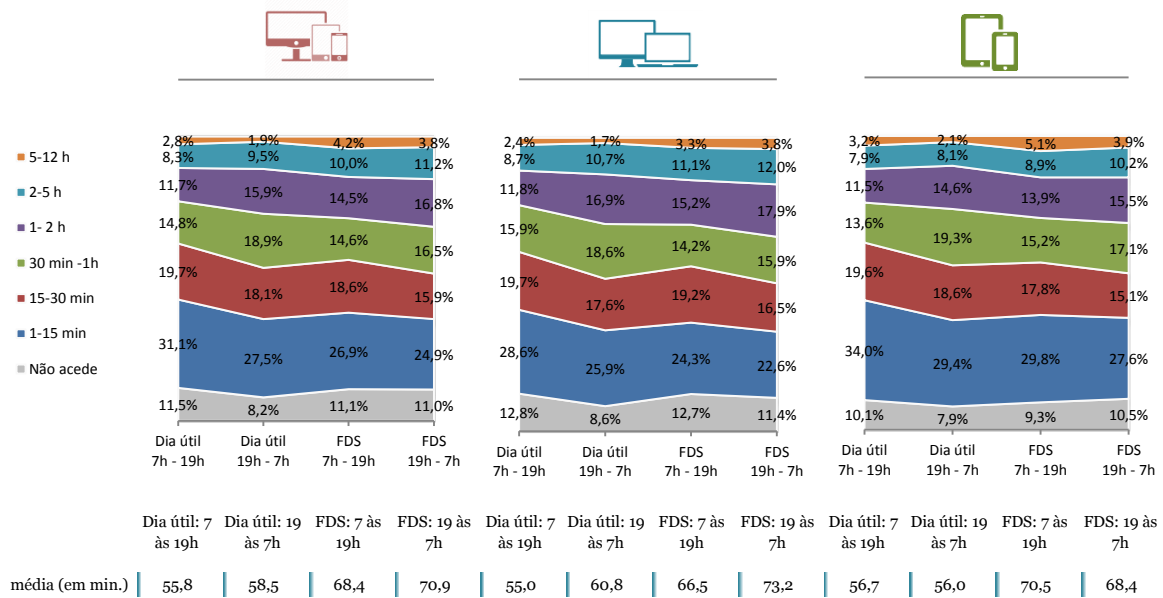 5-12 h
2-5 h
1- 2 h
30 min -1h
15-30 min
1-15 min
Não acede
2,8% 1,9% 4,2% 3,8%
8,3% 9,5% 10,0% 11,2%
11,7% 15,9% 14,5% 16,8%
14,8% 18,9% 14,6% 16,5%
19,7% 18,1% 18,6% 15,9%
31,1% 27,5% 26,9% 24,9%
11,5% 8,2% 11,1% 11,0%
Dia útil Dia útil FDS FDS
7h - 19h 19h - 7h 7h - 19h 19h - 7h
2,4% 1,7% 3,3% 3,8%
8,7% 10,7% 11,1% 12,0%
11,8% 16,9% 15,2% 17,9%
15,9% 18,6% 14,2% 15,9%
19,7% 17,6% 19,2% 16,5%
28,6% 25,9% 24,3% 22,6%
12,8% 8,6% 12,7% 11,4%
Dia útil Dia útil FDS FDS
7h - 19h 19h - 7h 7h - 19h 19h - 7h
3,2% 2,1% 5,1% 3,9%
7,9% 8,1% 8,9% 10,2%
11,5% 14,6% 13,9% 15,5%
13,6% 19,3% 15,2% 17,1%
19,6% 18,6% 17,8% 15,1%
34,0% 29,4% 29,8% 27,6%
10,1% 7,9% 9,3% 10,5%
Dia útil Dia útil FDS FDS
7h - 19h 19h - 7h 7h - 19h 19h - 7h
Dia útil: 7 Dia útil: 19 FDS: 7 às FDS: 19 às Dia útil: 7 Dia útil: 19 FDS: 7 às FDS: 19 às Dia útil: 7 Dia útil: 19 FDS: 7 às FDS: 19 às
às 19h às 7h 19h 7h às 19h às 7h 19h 7h às 19h às 7h 19h 7h
média (em min.) 55,8 58,5 68,4 70,9 55,0 60,8 66,5 73,2 56,7 56,0 70,5 68,4